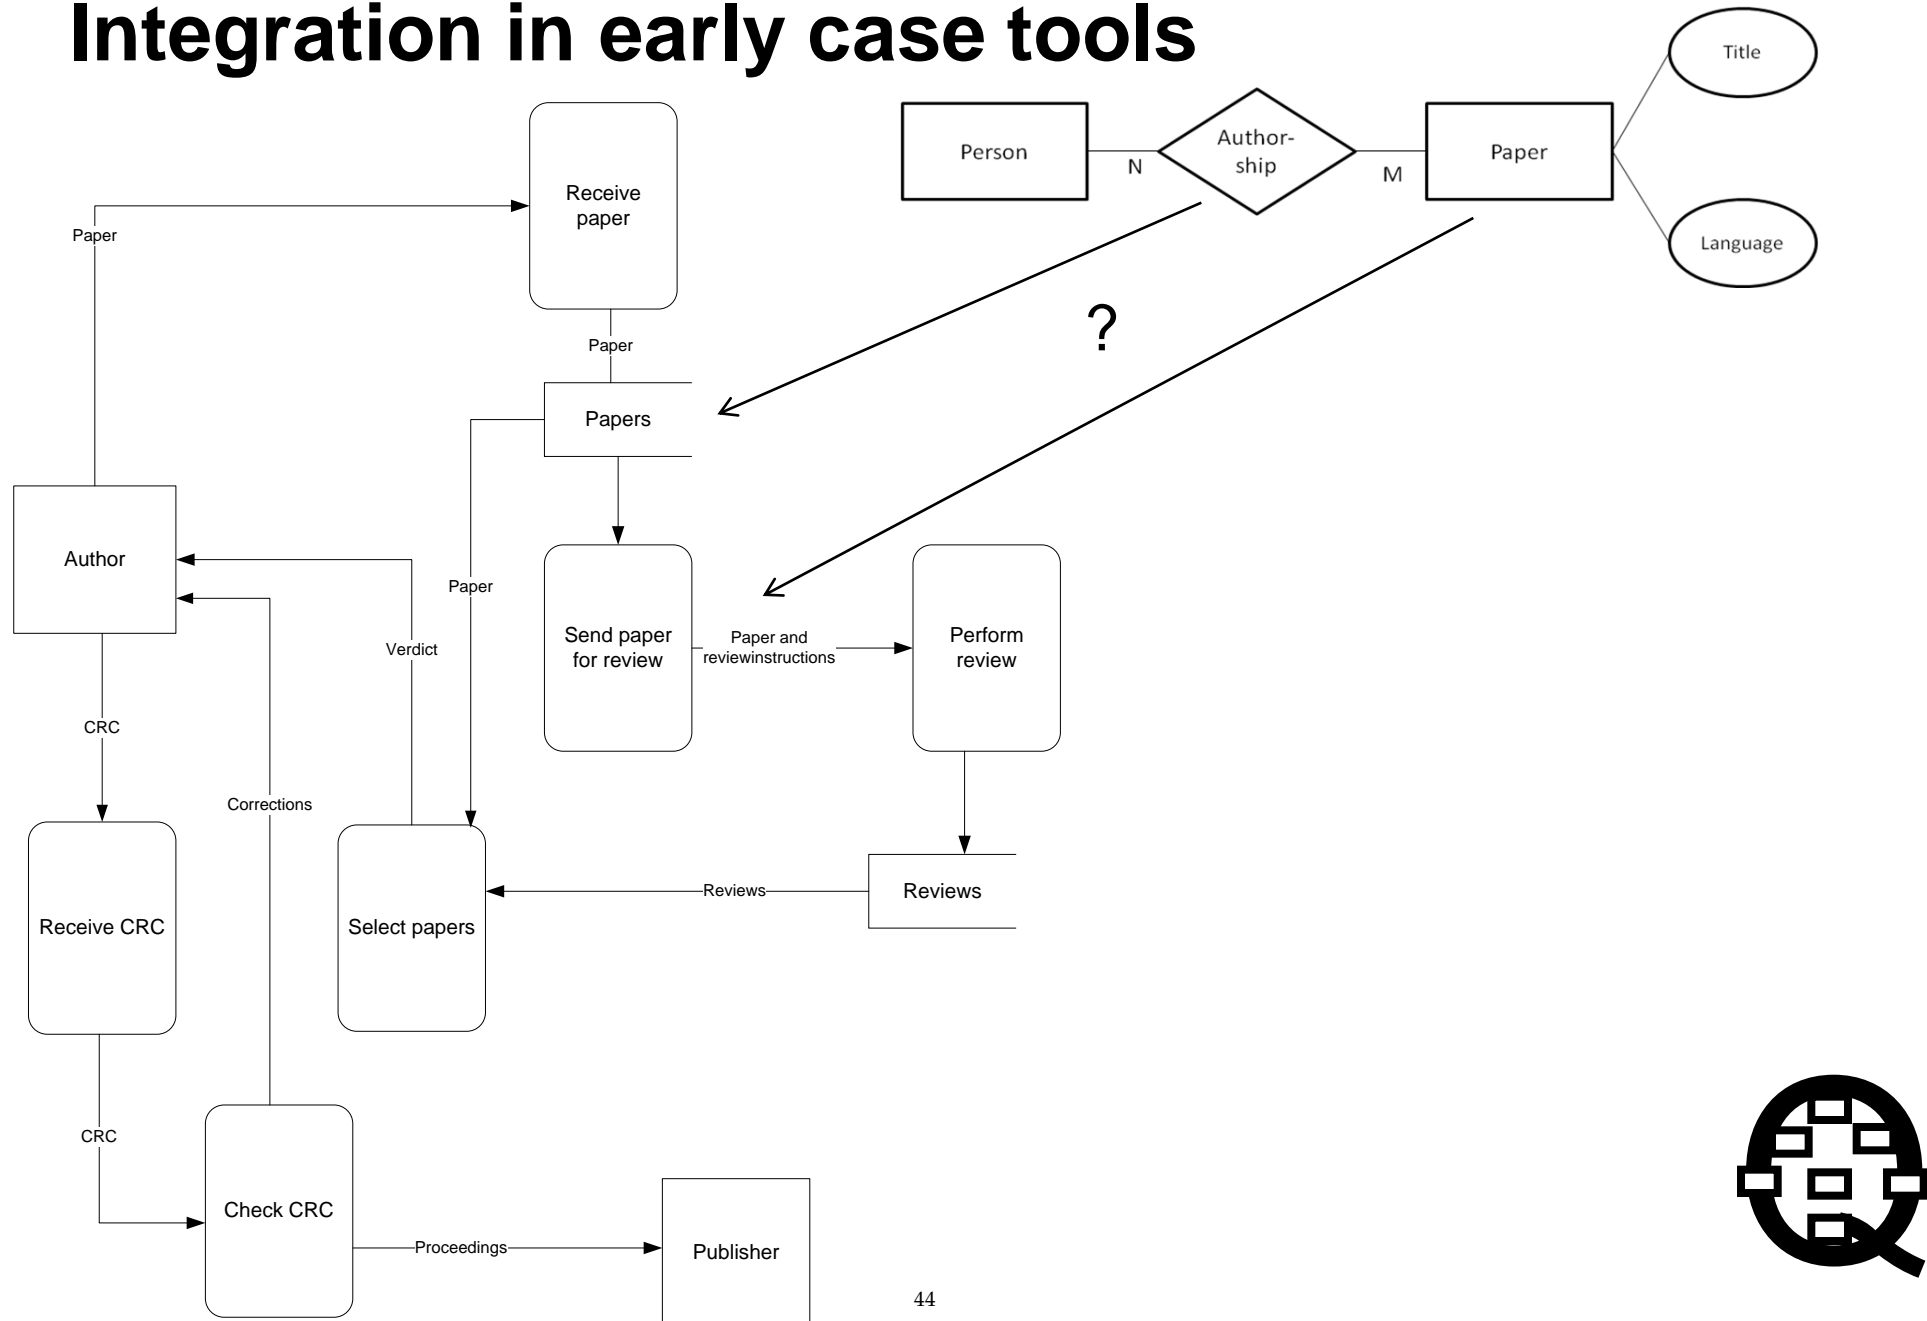 Integration in early case tools
Title
Person
N
Author-
ship
M
Paper
Language
Receive
paper
Paper
Paper
?
Papers
Author
Paper
Verdict
Send paper
for review
Paper and
reviewinstructions
Perform
review
CRC
Corrections
Receive CRC
Select papers
Reviews
Reviews
CRC
Check CRC
Proceedings
Publisher
44